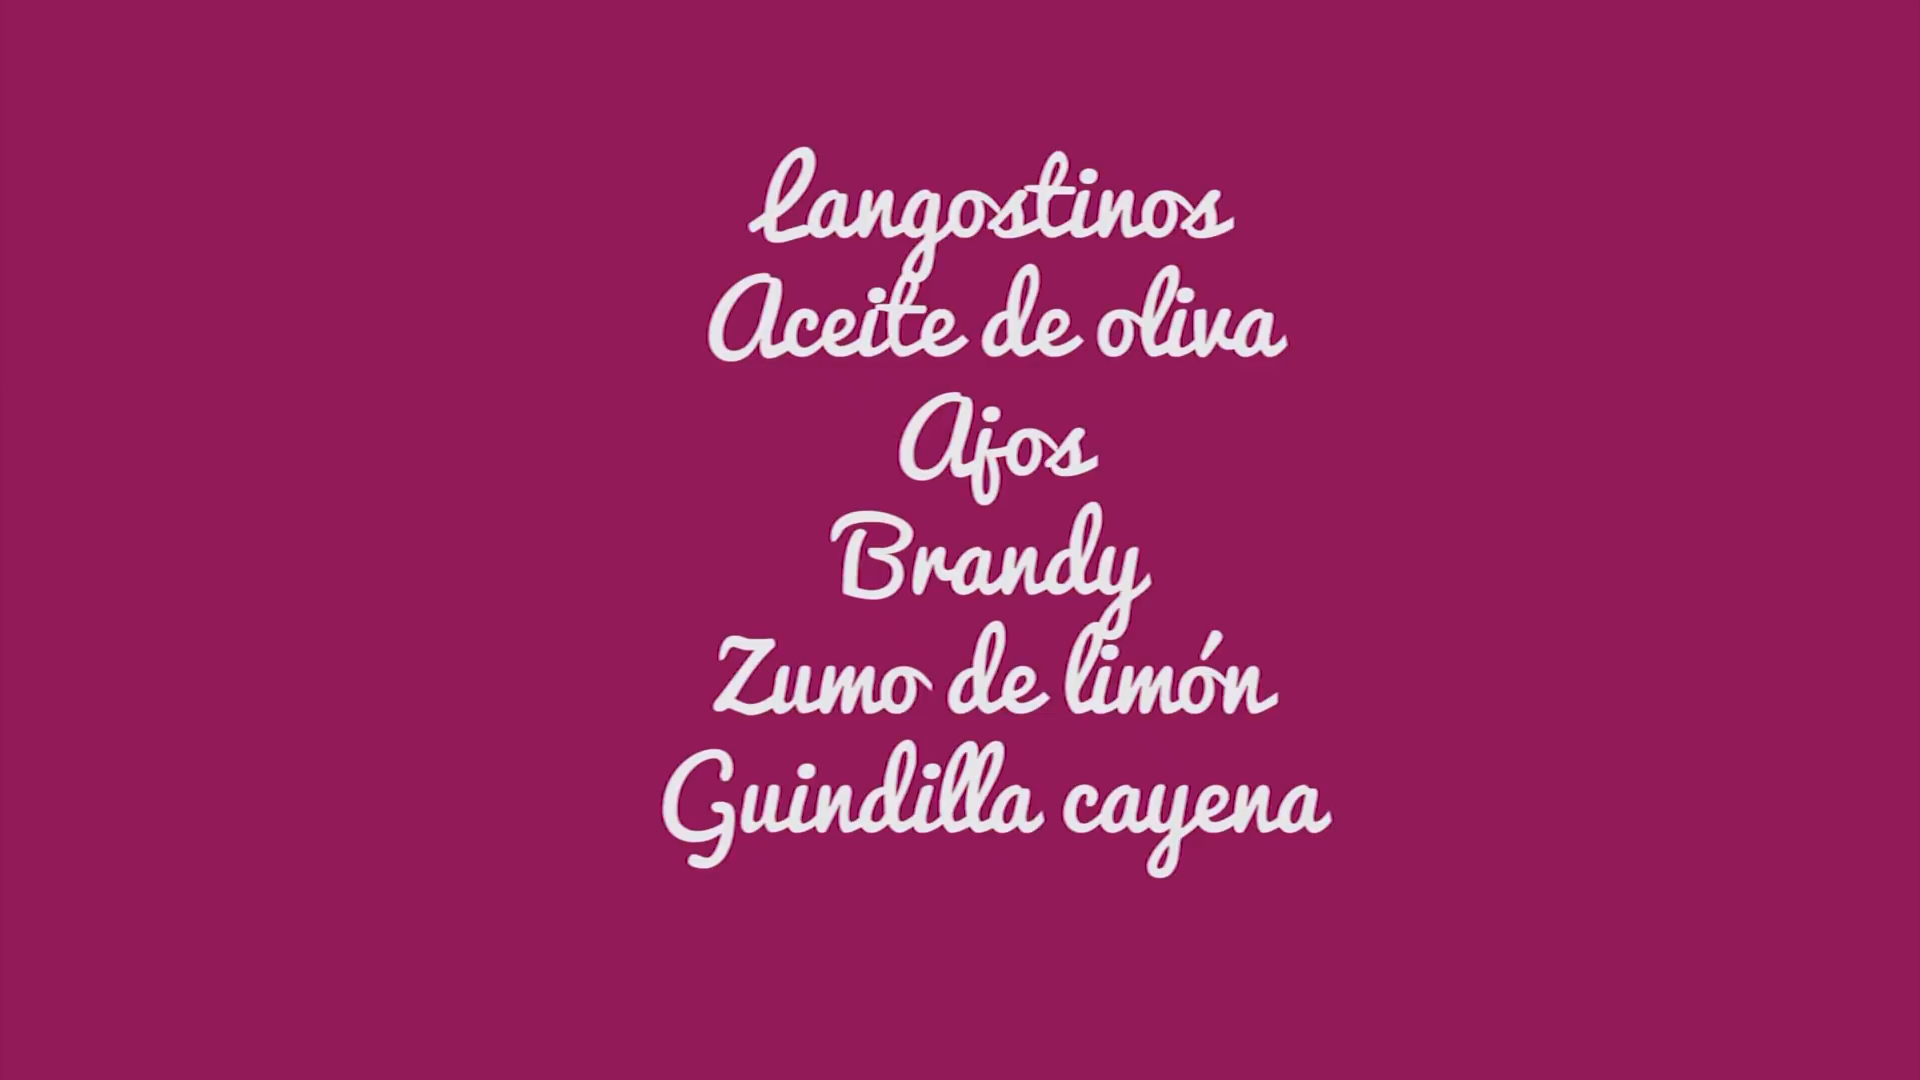 Langostinos
Aceite de oliva
Ajos
Brandy
Zumo de limón
Guindilla cayena